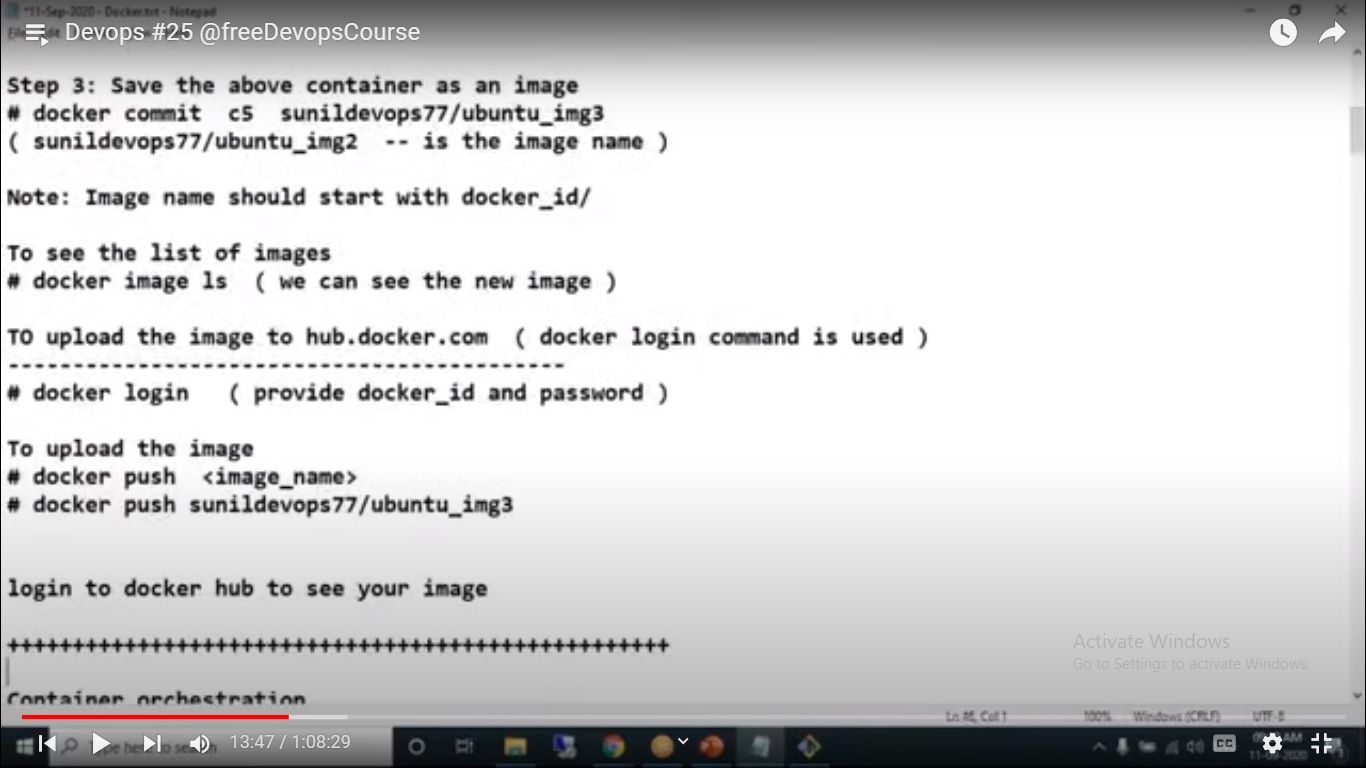 *11-Sep-2020 - Docker.txt - Notepad
Devops #25 @freeDevopsCourse
Step 3: Save the above container as an image
# docker commit  c5  sunildevops77/ubuntu_img3
( sunildevops77/ubuntu_img2  -- is the image name )
Note: Image name should start with docker_id/
To see the list of images
# docker image ls  ( we can see the new image )
TO upload the image to hub.docker.com  ( docker login command is used )
-------------------------------------------
# docker login   ( provide docker_id and password )
To upload the image
# docker push  <image_name>
# docker push sunildevops77/ubuntu_img3
login to docker hub to see your image
+++++++++++++++++++++++++++++++++++++++++++++++++++
Activate Windows
Go to Settings to activate Windows.
Container orchestration
Ln 46, Col 1 100% Windows (CRLF) UTF-8
13:47 / 1:08:29
CC
11-09-2020